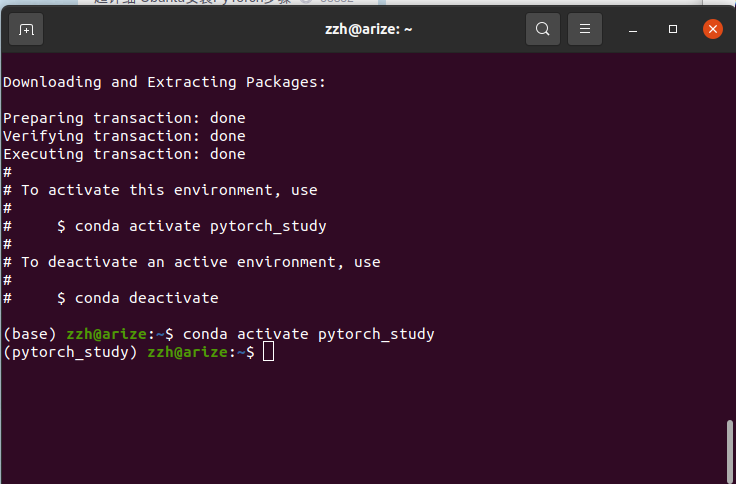 zzh@arize: ~
Downloading and Extracting Packages:
Preparing transaction: done
Verifying transaction: done
Executing transaction: done
#
# To activate this environment, use
#
#     $ conda activate pytorch_study
#
# To deactivate an active environment, use
#
#     $ conda deactivate
(base) zzh@arize:~$ conda activate pytorch_study
(pytorch_study) zzh@arize:~$